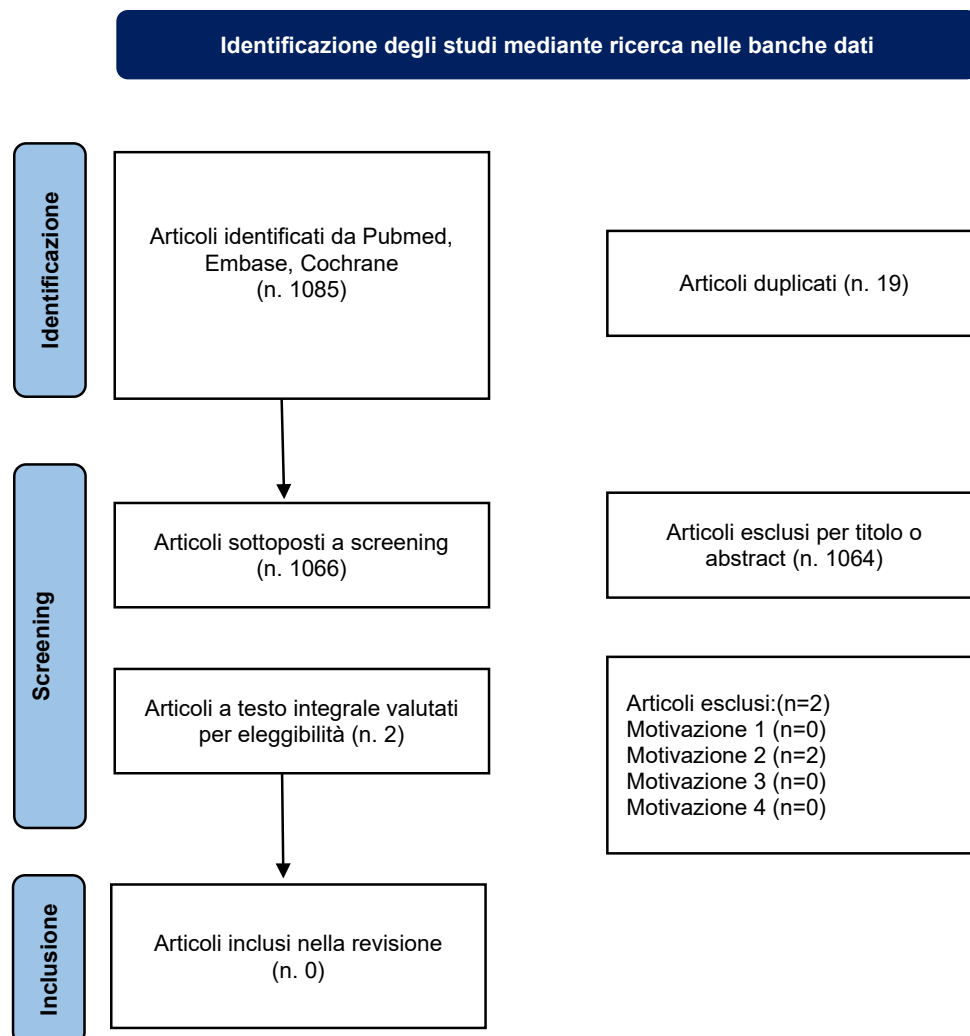 Identificazione degli studi mediante ricerca nelle banche dati
Identificazione
Articoli identificati da Pubmed,
Embase, Cochrane
(n. 1085)
Articoli duplicati (n. 19)
Screening
Articoli sottoposti a screening
(n. 1066)
Articoli esclusi per titolo o
abstract (n. 1064)
Articoli a testo integrale valutati
per eleggibilità (n. 2)
Articoli esclusi:(n=2)
Motivazione 1 (n=0)
Motivazione 2 (n=2)
Motivazione 3 (n=0)
Motivazione 4 (n=0)
Inclusione
Articoli inclusi nella revisione
(n. 0)